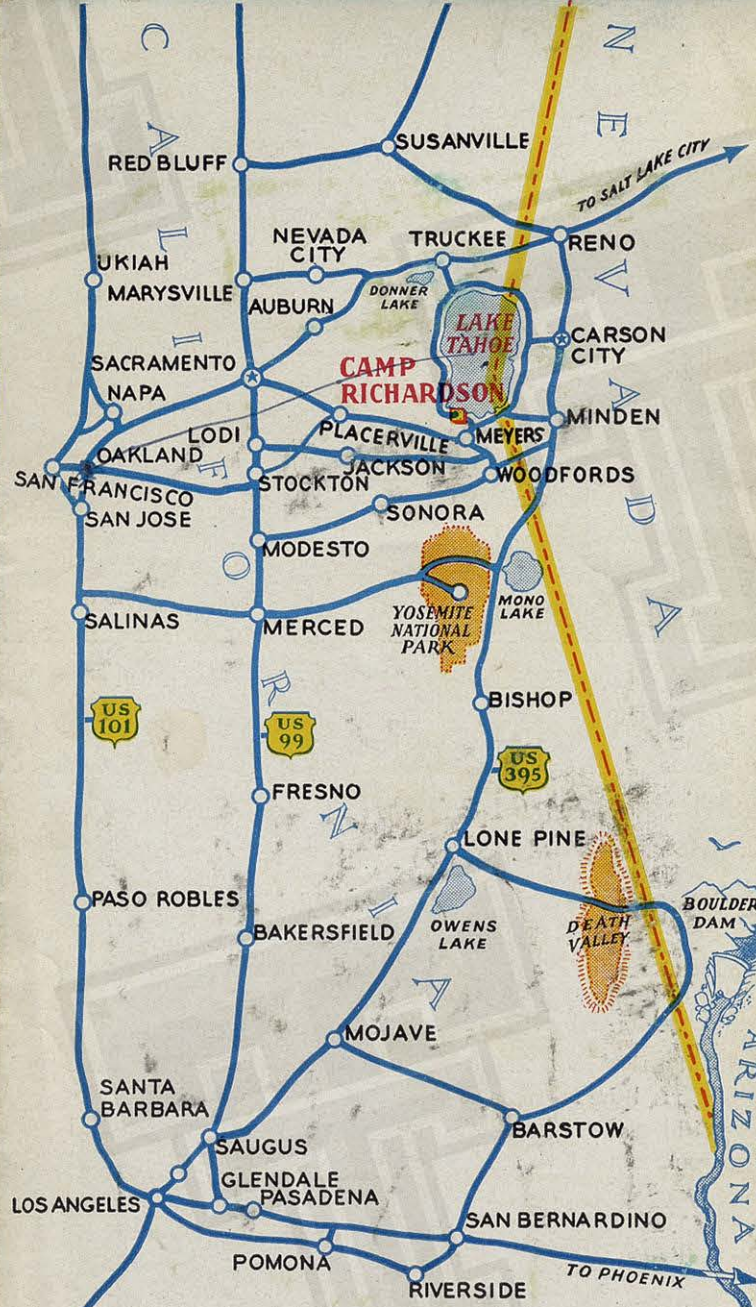 CALIFORNIA
NEVADA
SUSANVILLE
RED BLUFF
TO SALT LAKE CITY
NEVADA
CITY
TRUCKEE
RENO
UKIAH
MARYSVILLE
DONNER
LAKE
AUBURN
LAKE
TAHOE
CARSON
CITY
SACRAMENTO
CAMP
RICHARDSON
NAPA
MINDEN
LODI
PLACERVILLE
MEYERS
OAKLAND
JACKSON
SAN FRANCISCO
STOCKTON
WOODFORDS
SAN JOSE
SONORA
MODESTO
MONO
LAKE
SALINAS
MERCED
YOSEMITE
NATIONAL
PARK
BISHOP
US
101
US
99
US
395
FRESNO
LONE PINE
PASO ROBLES
BOULDER
DAM
BAKERSFIELD
OWENS
LAKE
DEATH
VALLEY
MOJAVE
ARIZONA
SANTA
BARBARA
BARSTOW
SAUGUS
GLENDALE
LOS ANGELES
PASADENA
SAN BERNARDINO
POMONA
RIVERSIDE
TO PHOENIX